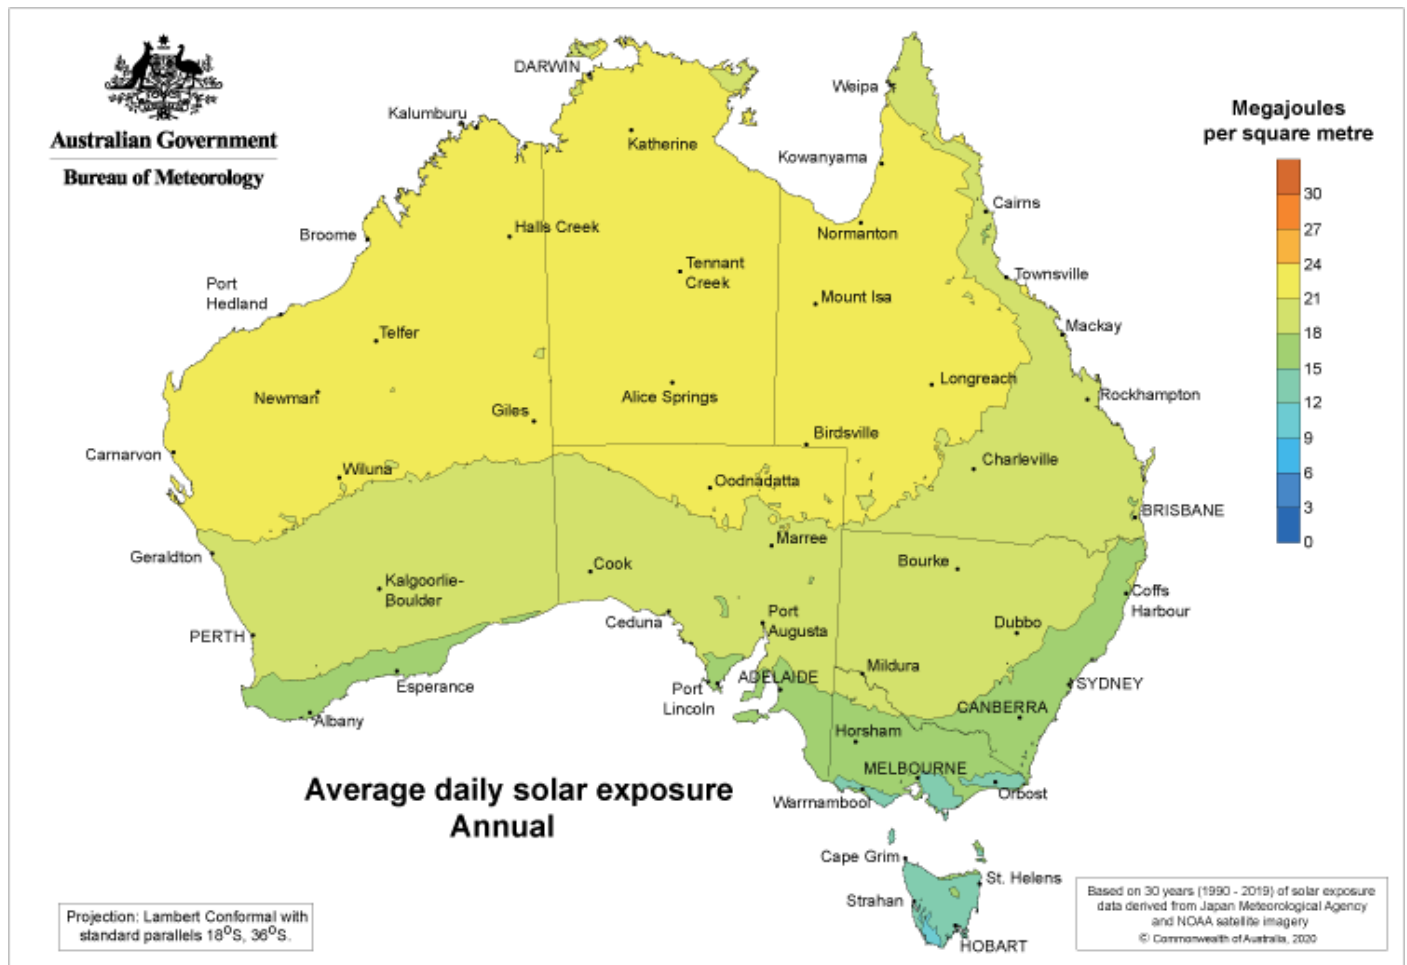 Australian Government
Bureau of Meteorology
DARWIN
Weipa
Kalumburu
Katherine
Kowanyama
Megajoules
per square metre
30
27
24
21
18
15
12
9
6
3
0
Cairns
Broome
Halls Creek
Normanton
Tennant
Creek
Townsville
Port
Hedland
Mount Isa
Mackay
Telfer
Longreach
Rockhampton
Newman
Alice Springs
Giles
Birdsville
Carnarvon
Charleville
Wiluna
Oodnadatta
BRISBANE
Marree
Geraldton
Cook
Bourke
Kalgoorlie-
Boulder
Coffs
Harbour
Port
Augusta
Ceduna
Dubbo
PERTH
Mildura
ADELAIDE
Esperance
SYDNEY
Port
Lincoln
CANBERRA
Albany
Horsham
MELBOURNE
Average daily solar exposure
Annual
Warrnambool
Orbost
Cape Grim
St. Helens
Strahan
HOBART
Projection: Lambert Conformal with
standard parallels 18ºS, 36ºS.
Based on 30 years (1990 - 2019) of solar exposure
data derived from Japan Meteorological Agency
and NOAA satellite imagery
© Commonwealth of Australia, 2020